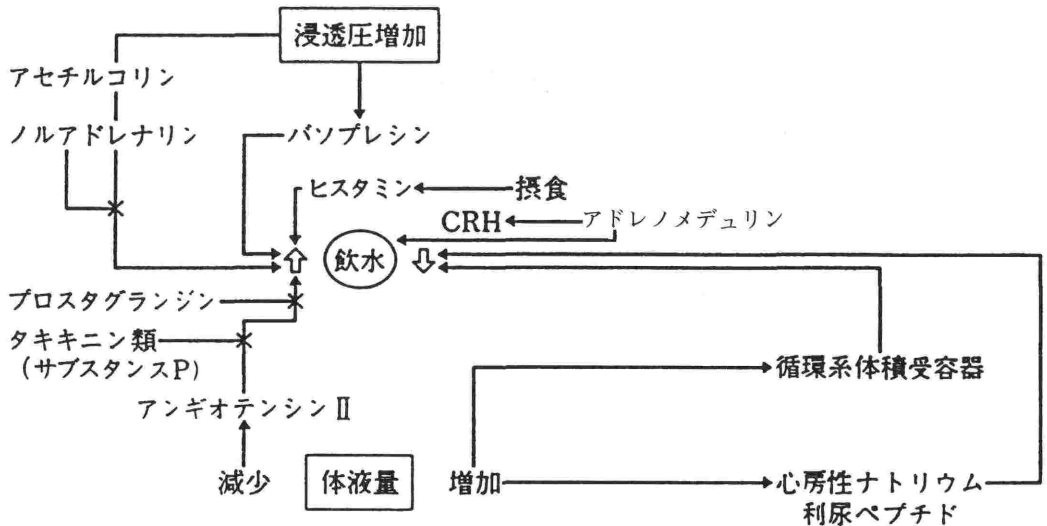 浸透圧増加
アセチルコリン
ノルアドレナリン
バソプレシン
ヒスタミン
摂食
CRH
アドレノメデュリン
飲水
プロスタグランジン
タキキニン類
(サブスタンスP)
循環系体積受容器
アンギオテンシンⅡ
減少
体液量
増加
心房性ナトリウム
利尿ペプチド